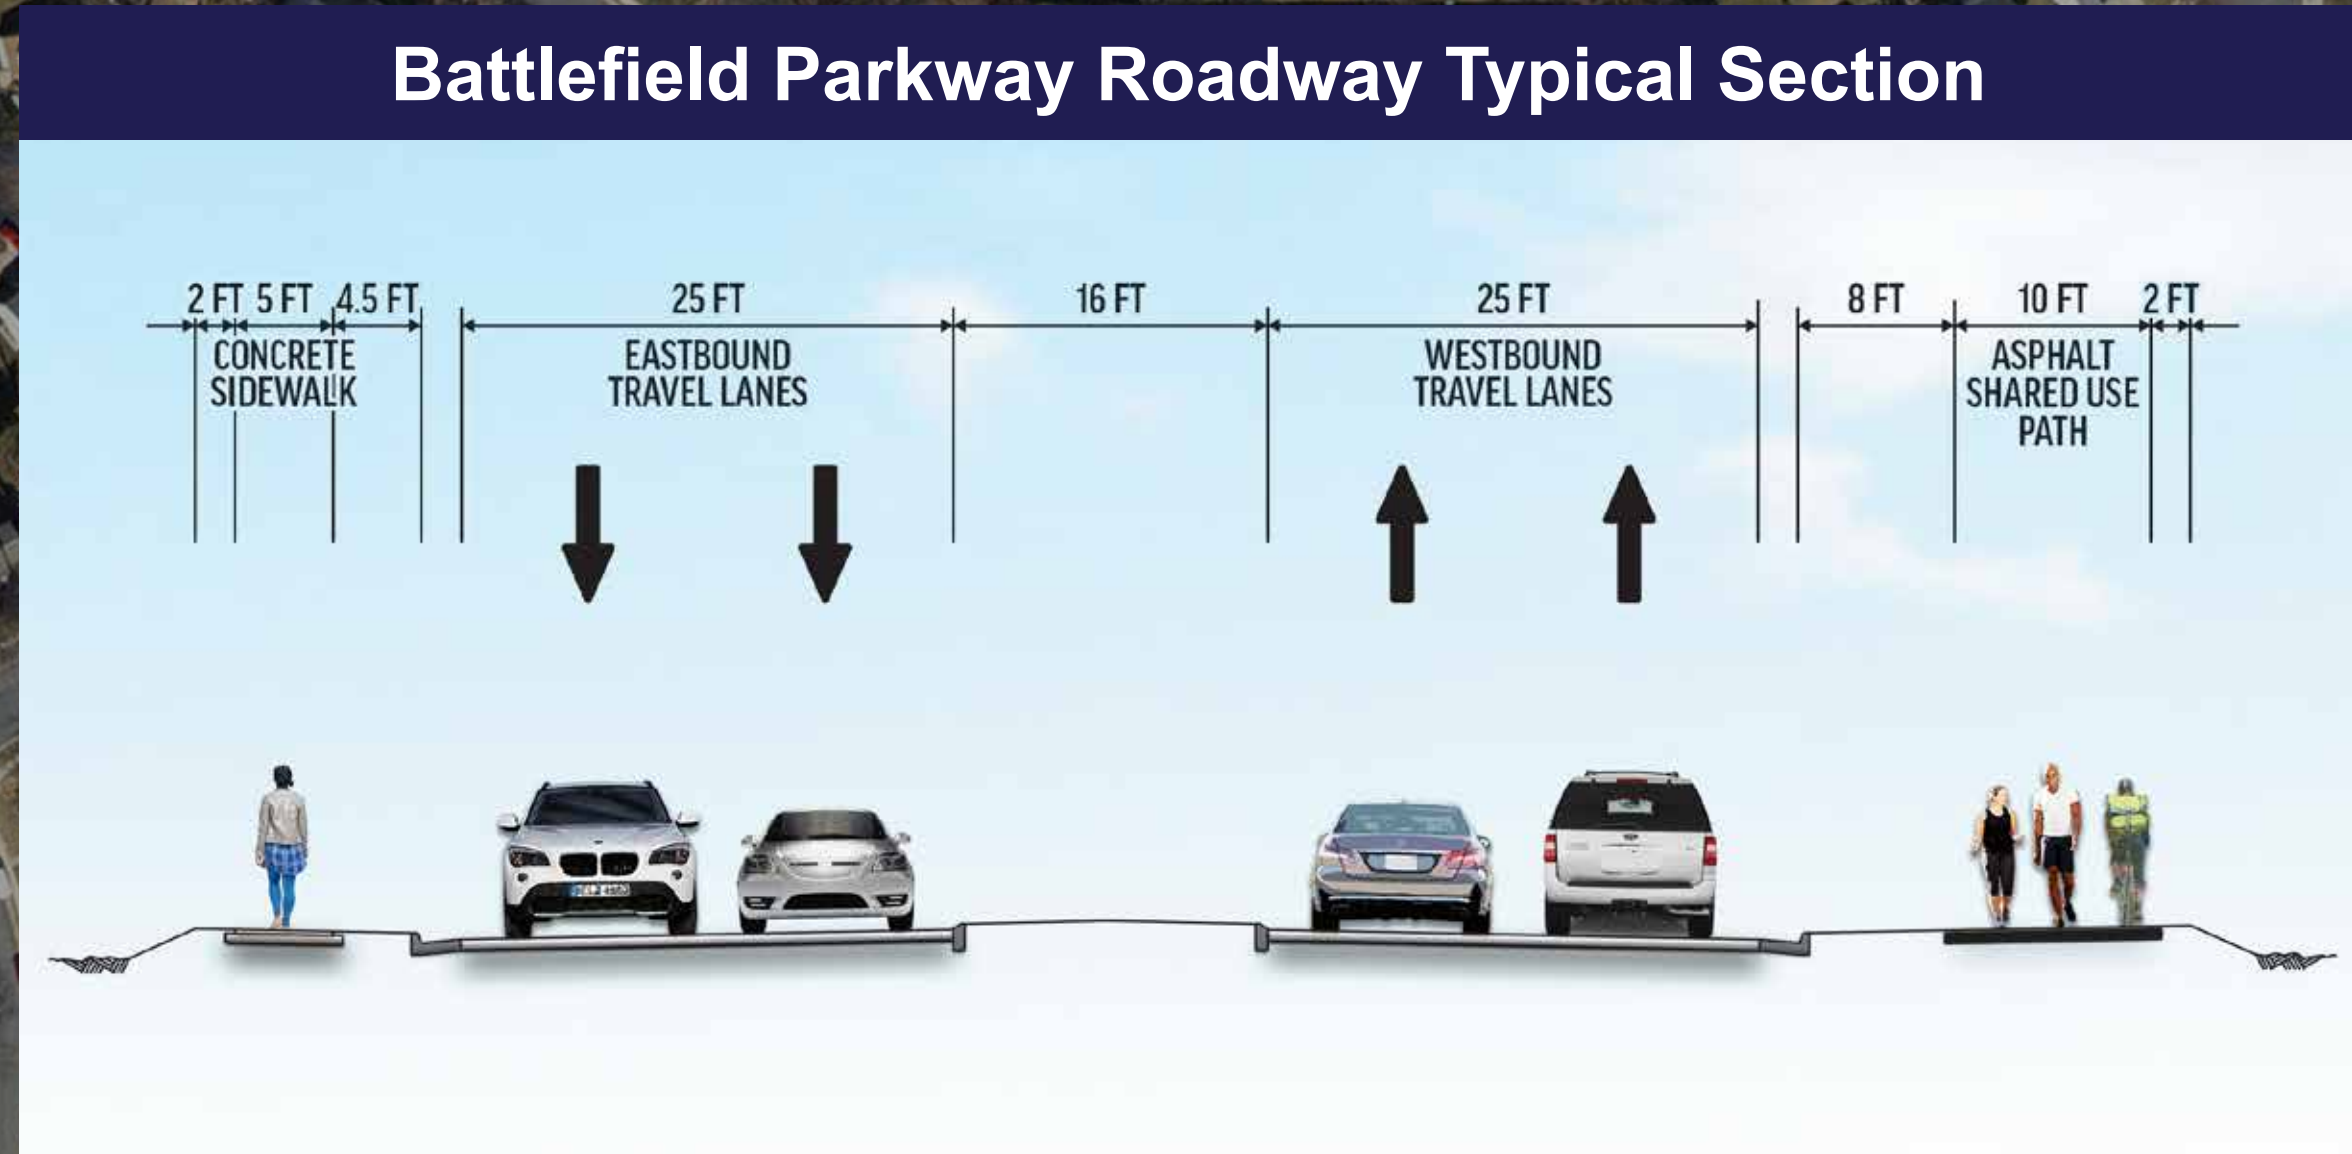 Battlefield Parkway Roadway Typical Section
2 FT 5 FT 4.5 FT 25 FT 16 FT 25 FT 8 FT 10 FT 2 FT
CONCRETE
SIDEWALK
EASTBOUND
TRAVEL LANES
WESTBOUND
TRAVEL LANES
ASPHALT
SHARED USE
PATH